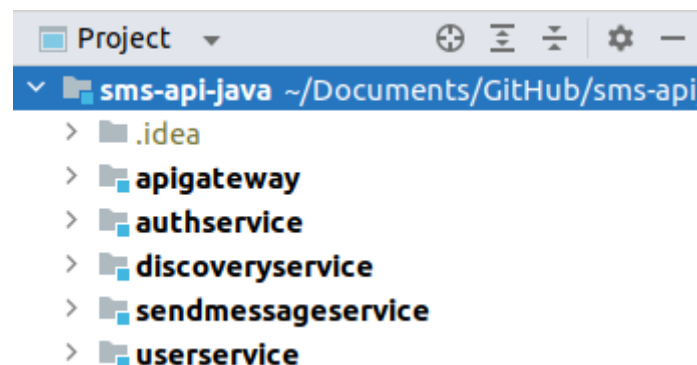 Project
sms-api-java ~/Documents/GitHub/sms-api
.idea
apigateway
authservice
discoveryservice
sendmessageservice
userservice